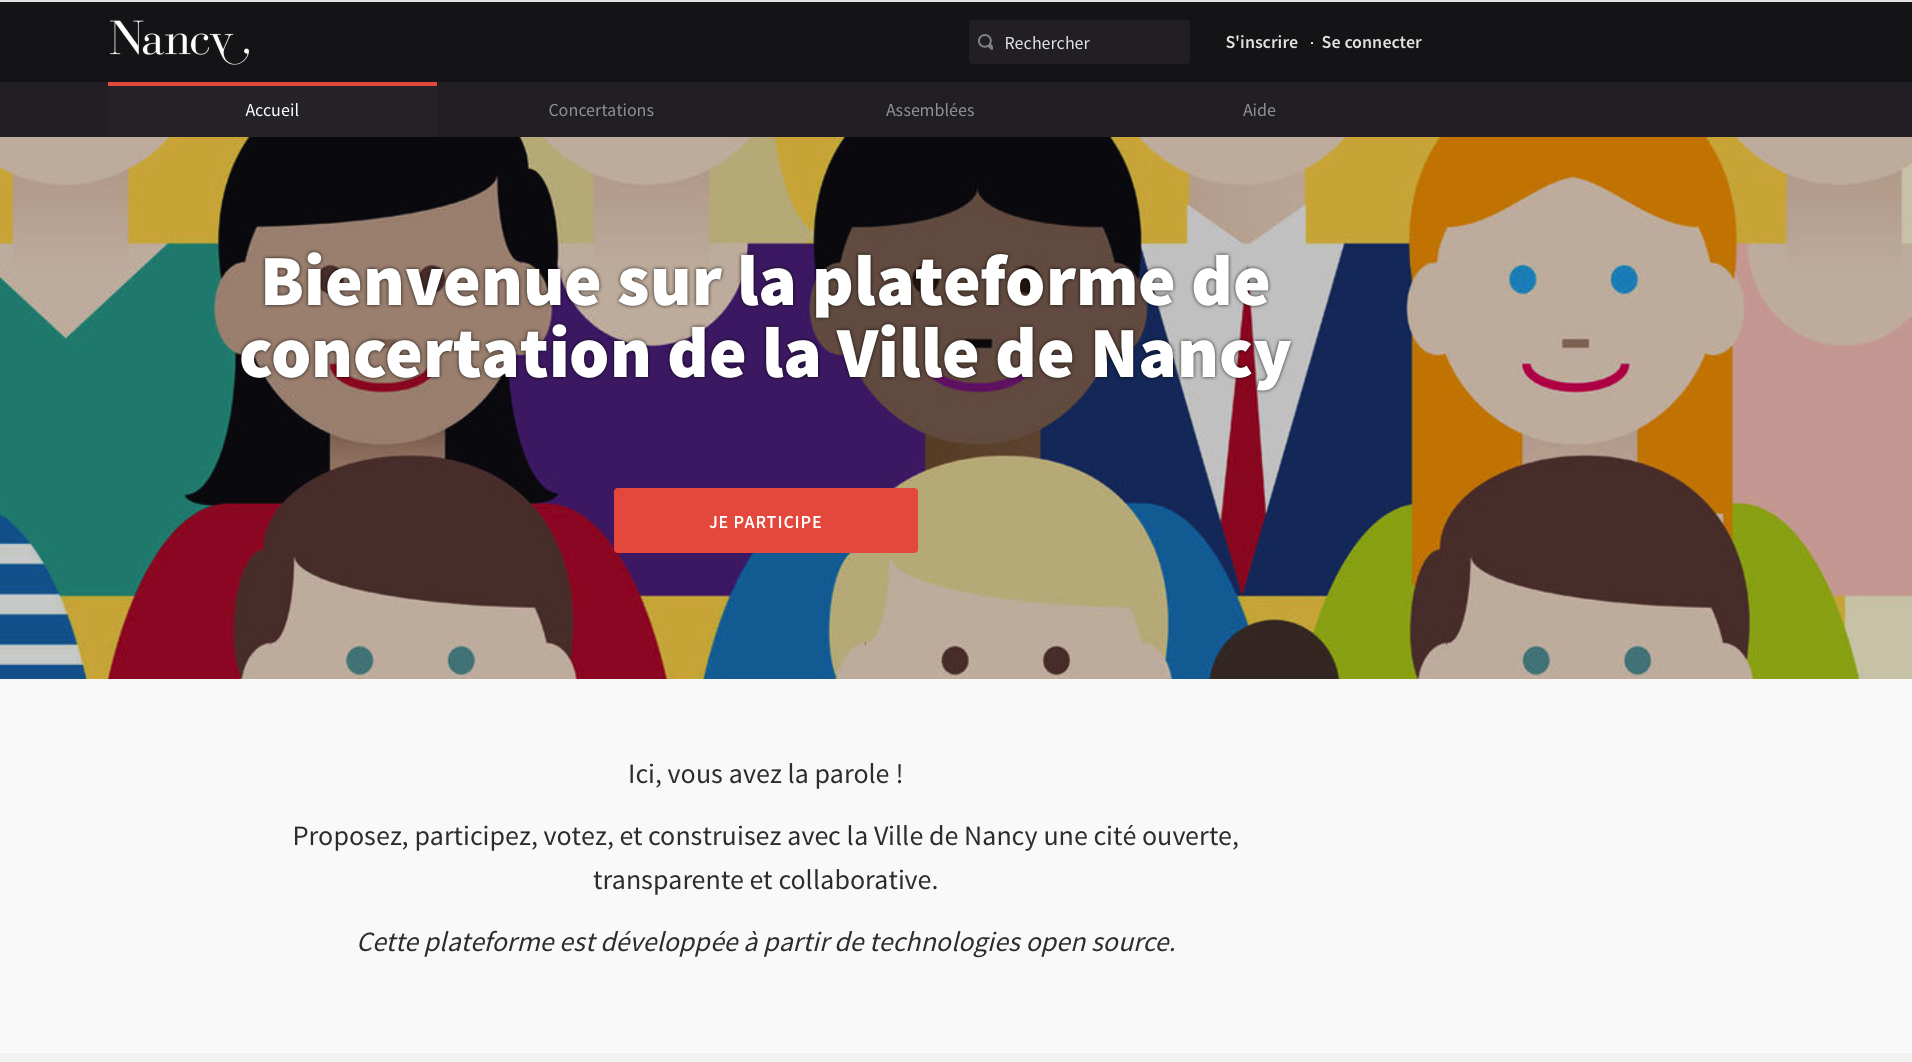 Nancy,
Rechercher
S'inscrire · Se connecter
Accueil
Concertations
Assemblées
Aide
Bienvenue sur la plateforme de
concertation de la Ville de Nancy
JE PARTICIPE
Ici, vous avez la parole !
Proposez, participez, votez, et construisez avec la Ville de Nancy une cité ouverte,
transparente et collaborative.
Cette plateforme est développée à partir de technologies open source.